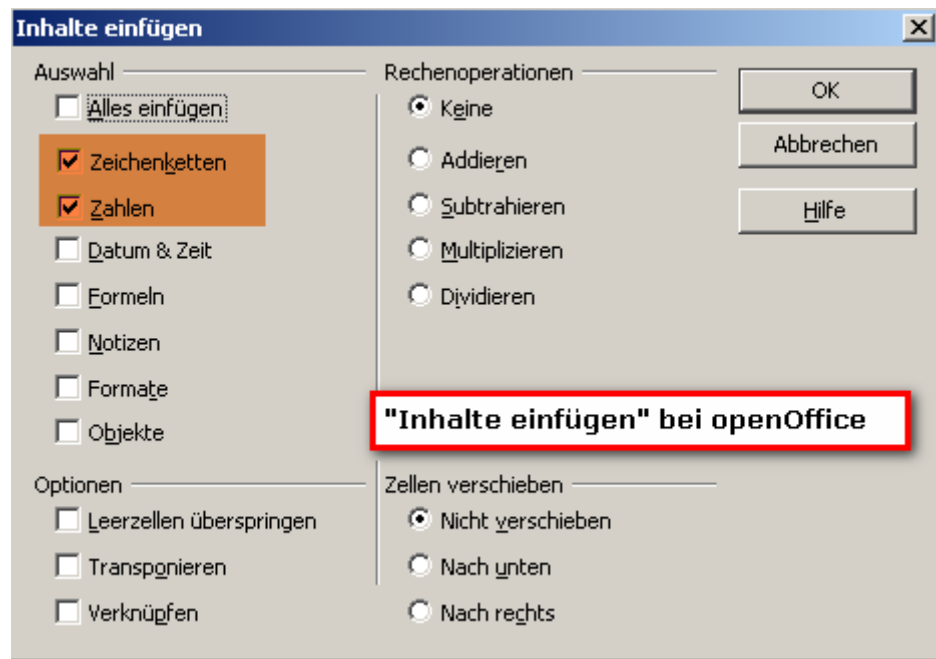 Inhalte einfügen
Auswahl
Alles einfügen
Zeichenketten
Zahlen
Datum & Zeit
Formeln
Notizen
Formate
Objekte
Rechenoperationen
Keine
Addieren
Subtrahieren
Multiplizieren
Dividieren
OK
Abbrechen
Hilfe
"Inhalte einfügen" bei openOffice
Optionen
Leerzellen überspringen
Transponieren
Verknüpfen
Zellen verschieben
Nicht verschieben
Nach unten
Nach rechts